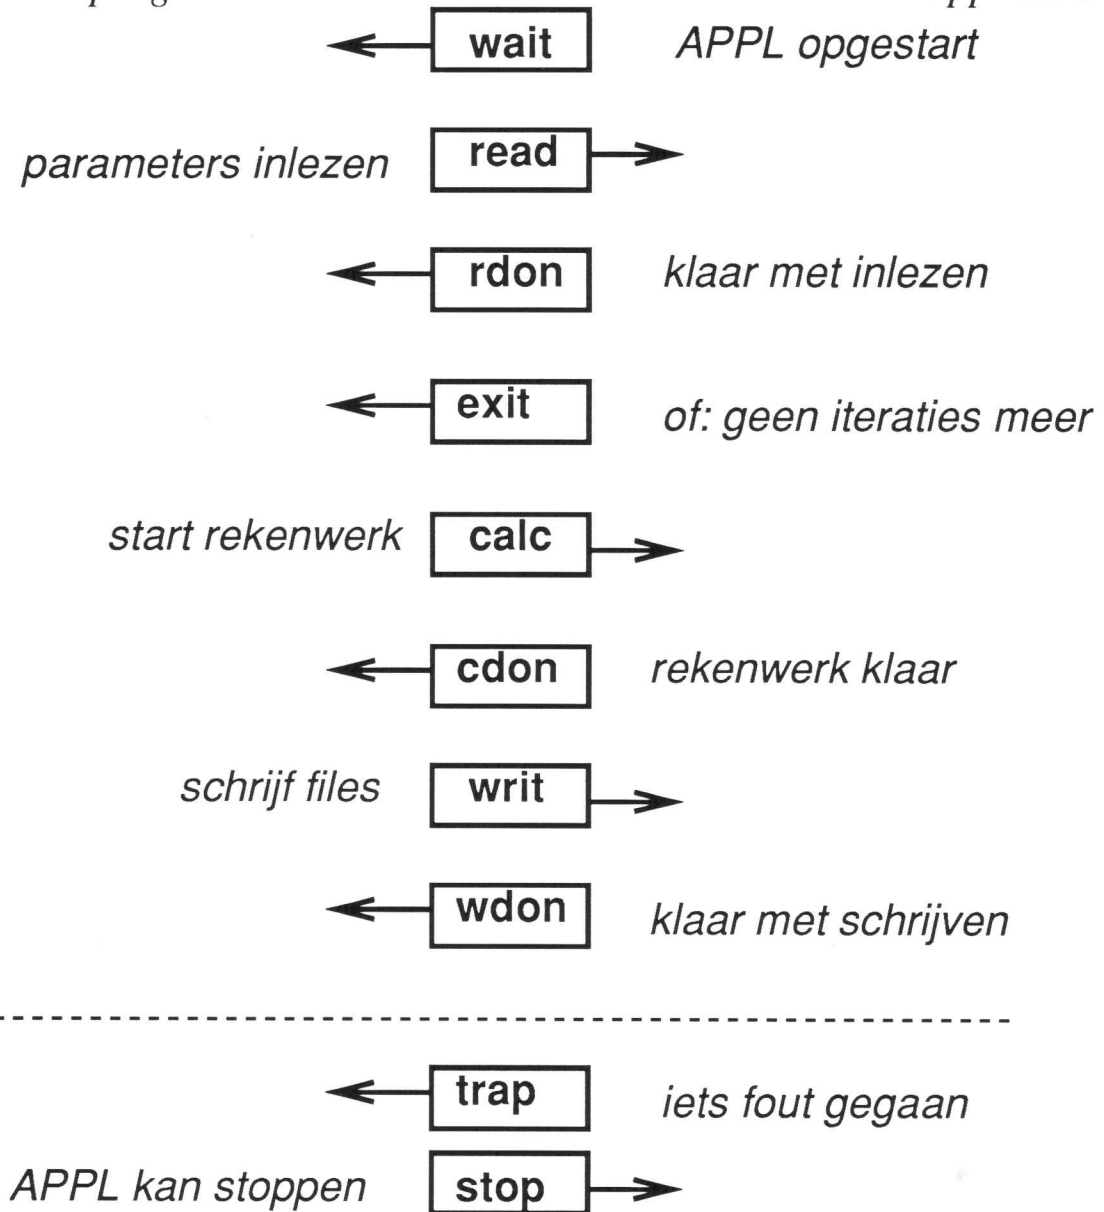 wait APPL opgestart
parameters inlezen read
rdon klaar met inlezen
exit of: geen iteraties meer
start rekenwerk calc
cdon rekenwerk klaar
schrijf files writ
wdon klaar met schrijven
trap iets fout gegaan
APPL kan stoppen stop